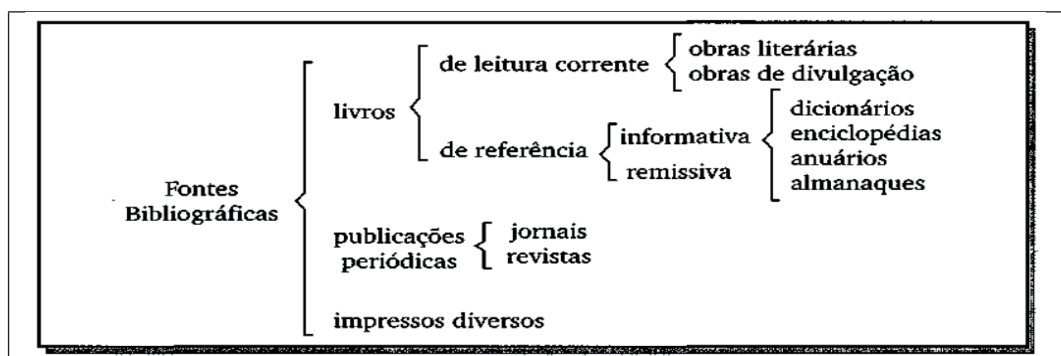 Fontes
Bibliográficas
livros
de leitura corrente
obras literárias
obras de divulgação
de referência
informativa
dicionários
enciclopédias
anuários
almanaques
remissiva
publicações
periódicas
jornais
revistas
impressos diversos